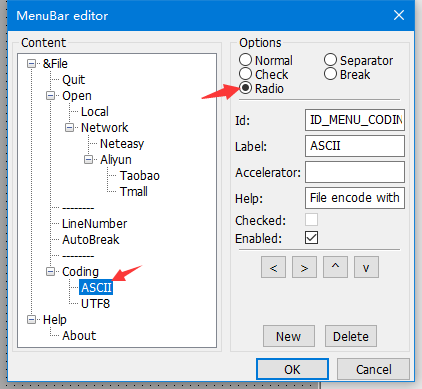 MenuBar editor
Content
&File
Quit
Open
Local
Network
Neteasy
Aliyun
Taobao
Tmall
--------
LineNumber
AutoBreak
--------
Coding
ASCII
UTF8
Help
About
Options
Normal
Separator
Check
Break
Radio
Id: ID_MENU_CODIN
Label: ASCII
Accelerator:
Help: File encode with
Checked:
Enabled:
< > ^ v
New Delete
OK Cancel